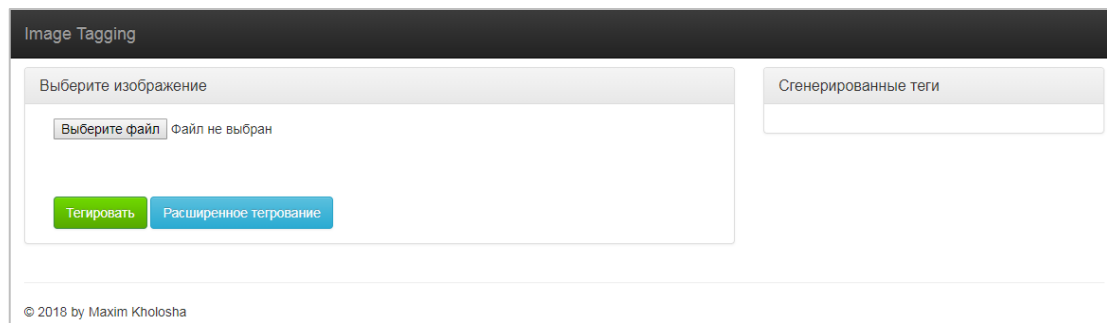 Image Tagging
Выберите изображение
Выберите файл Файл не выбран
Тегировать Расширенное тегрование
Сгенерированные теги
© 2018 by Maxim Kholosha